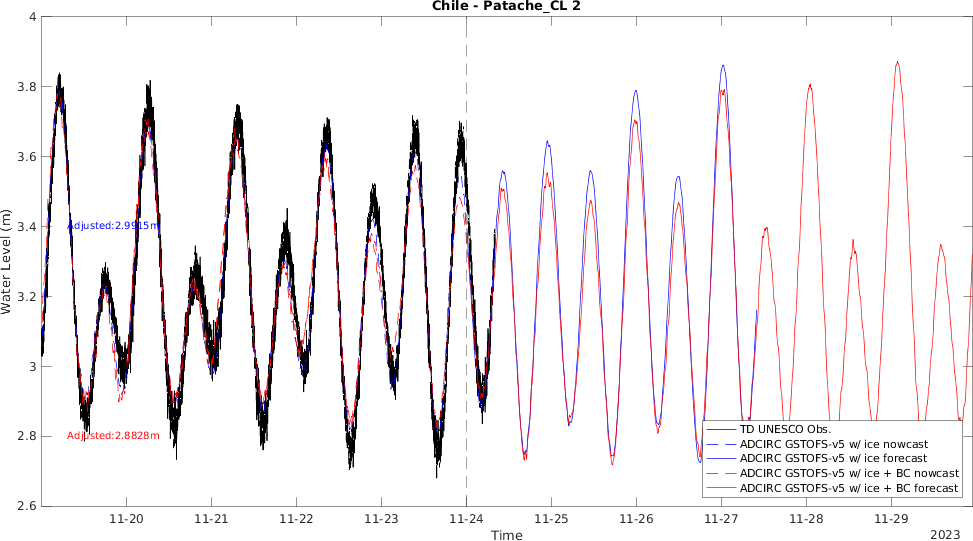 Chile - Patache_CL 2
4
3.8
3.6
3.4
3.2
3
2.8
2.6
Water Level (m)
Adjusted:2.9915m
Adjusted:2.8828m
TD UNESCO Obs.
ADCIRC GSTOFS-v5 w/ ice nowcast
ADCIRC GSTOFS-v5 w/ ice forecast
ADCIRC GSTOFS-v5 w/ ice + BC nowcast
ADCIRC GSTOFS-v5 w/ ice + BC forecast
11-20 11-21 11-22 11-23 11-24 11-25 11-26 11-27 11-28 11-29
Time
2023